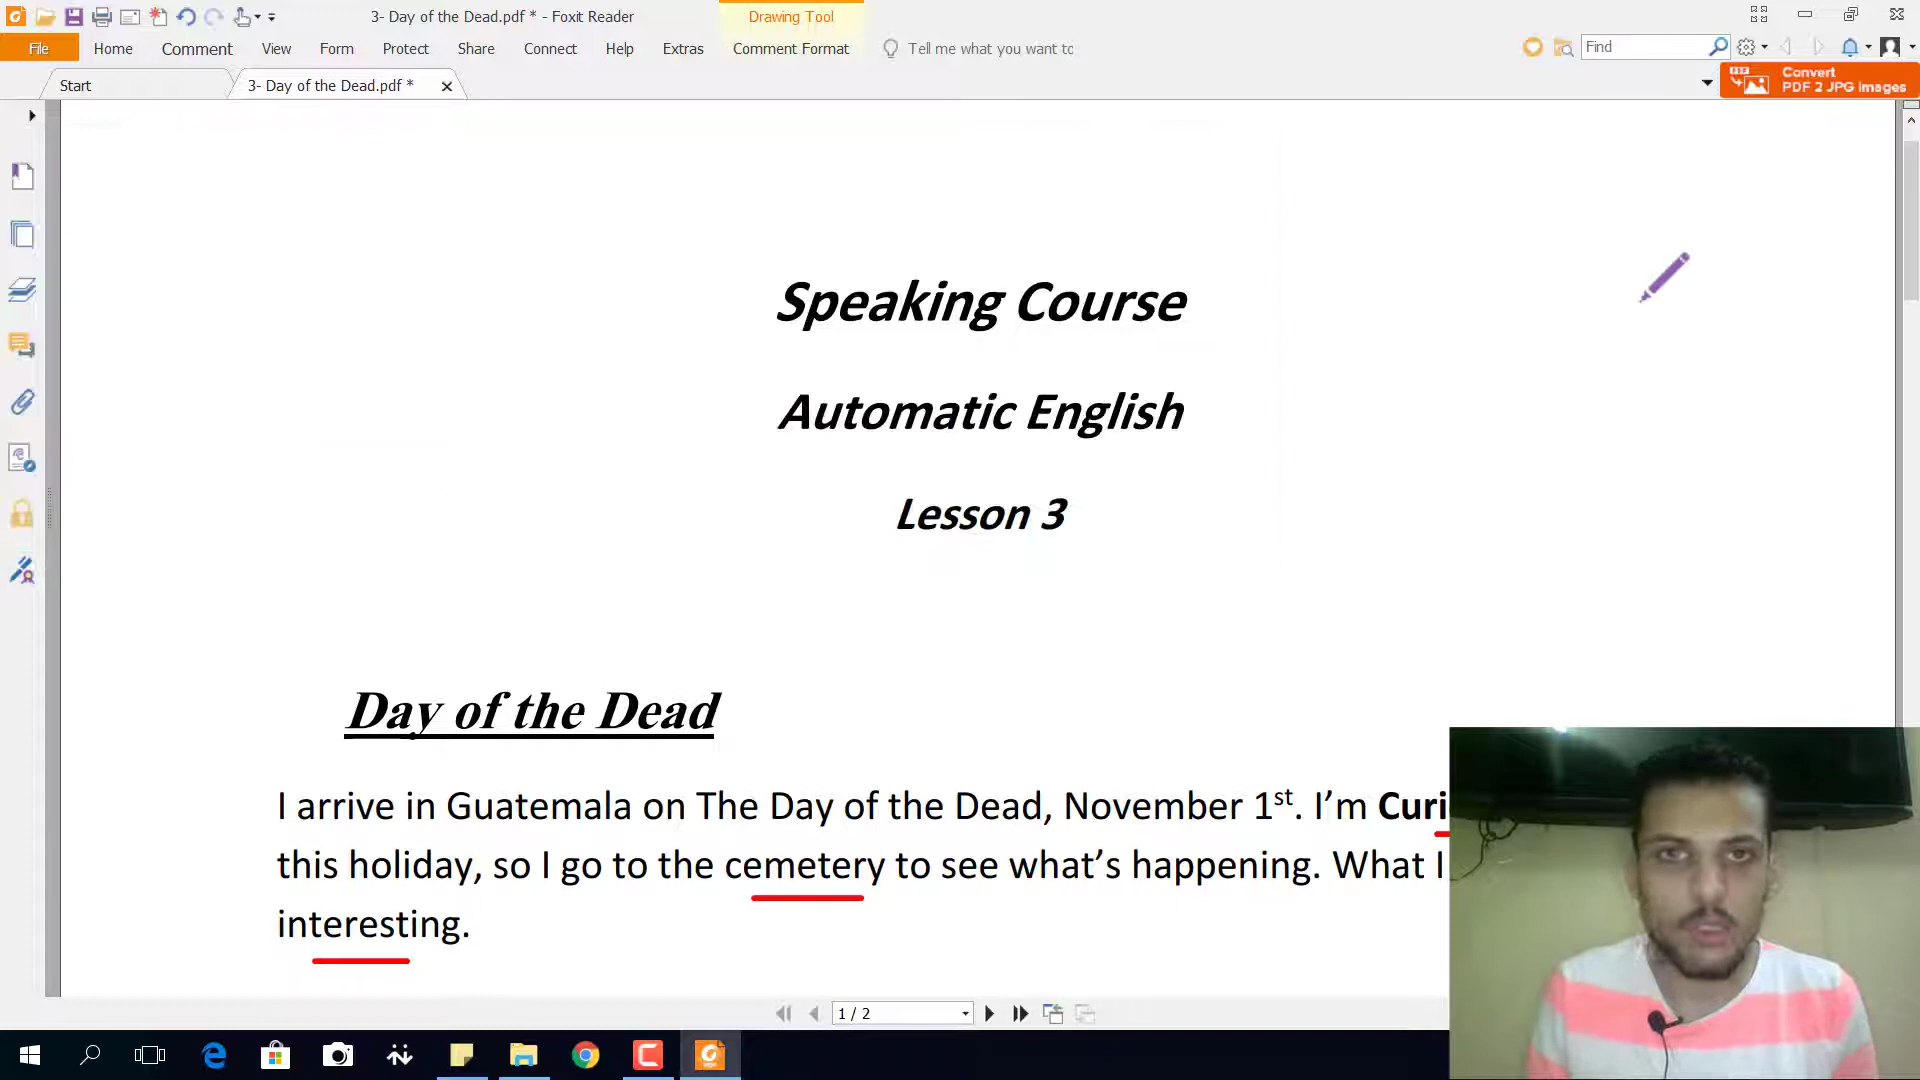 3- Day of the Dead.pdf * - Foxit Reader
Drawing Tool
File Home Comment View Form Protect Share Connect Help Extras Comment Format Tell me what you want to Find
Start 3- Day of the Dead.pdf *
Convert
PDF 2 JPG Images
Speaking Course
Automatic English
Lesson 3
Day of the Dead
I arrive in Guatemala on The Day of the Dead, November 1st. I’m Curi
this holiday, so I go to the cemetery to see what’s happening. What I
interesting.
1 / 2